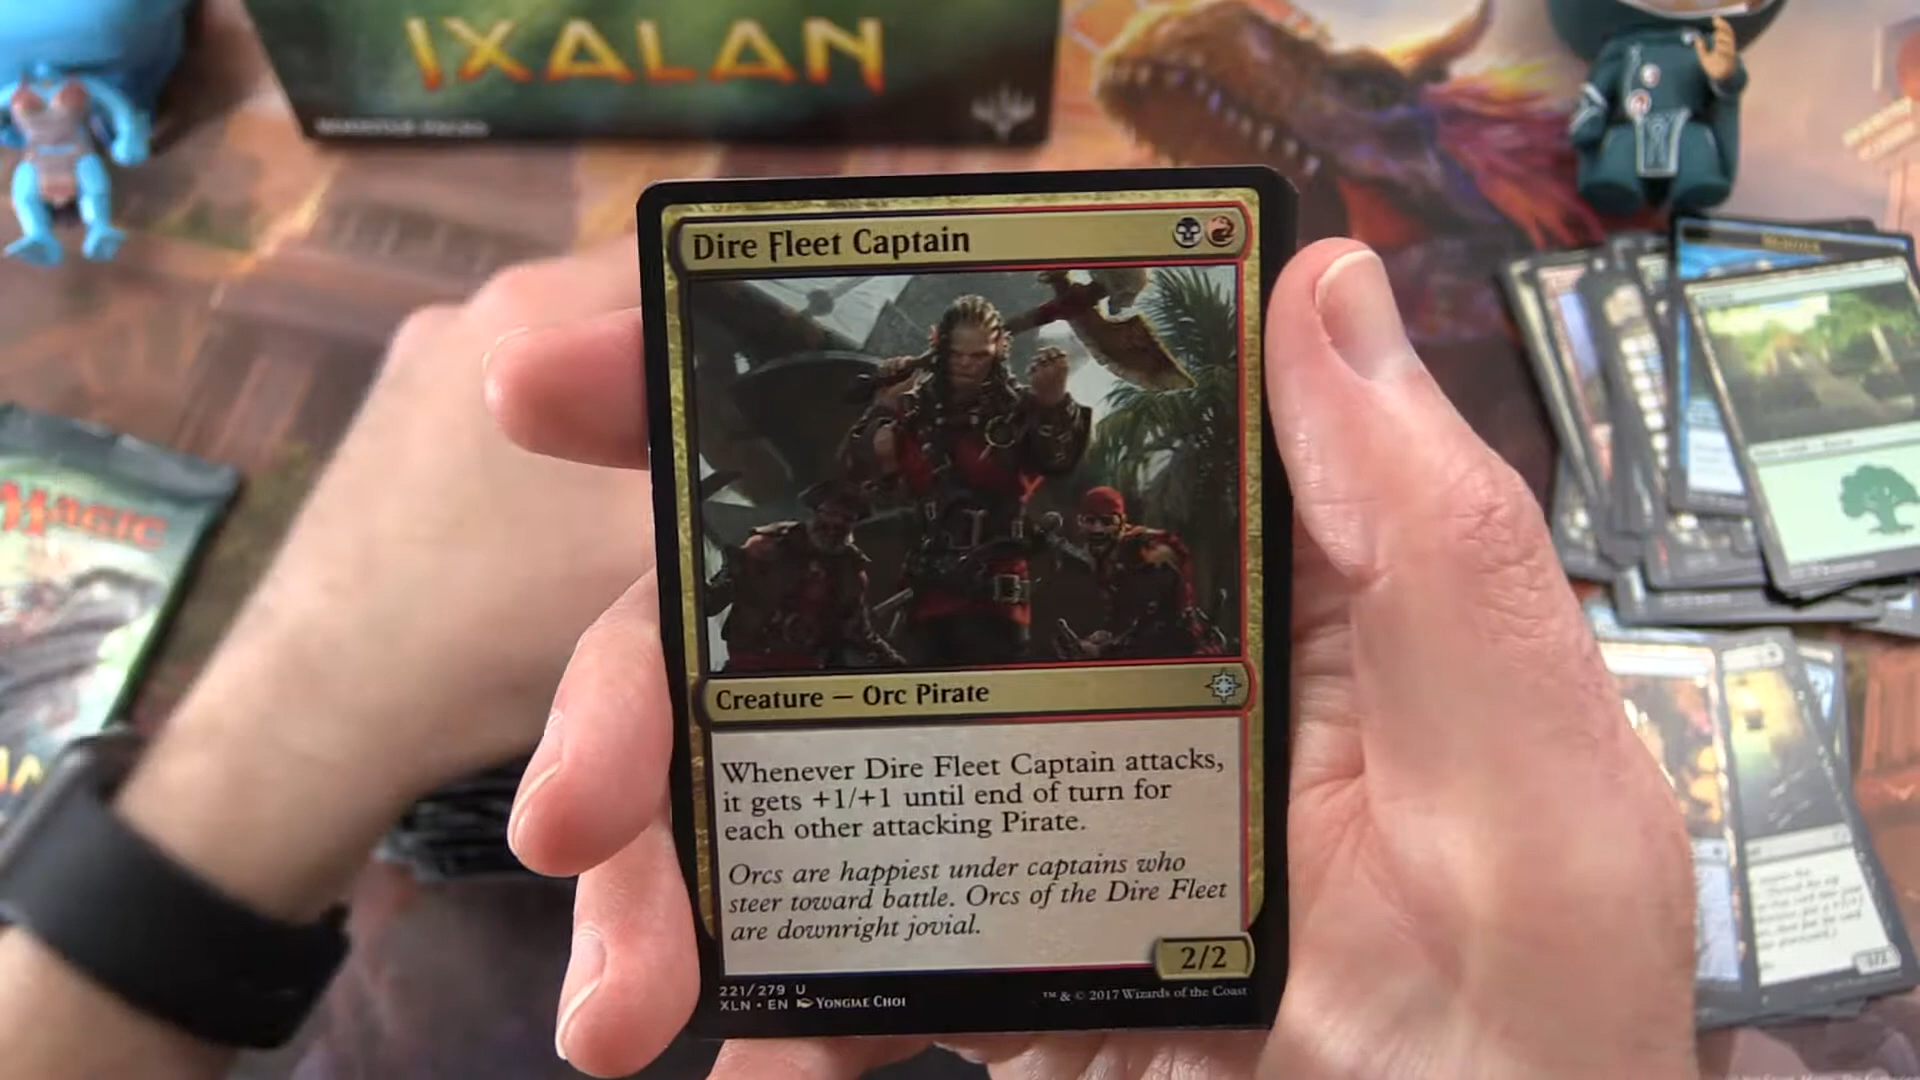 IXALAN
Dire Fleet Captain
Creature — Orc Pirate
Whenever Dire Fleet Captain attacks,
it gets +1/+1 until end of turn for
each other attacking Pirate.
Orcs are happiest under captains who
steer toward battle. Orcs of the Dire Fleet
are downright jovial.
2/2
221/279 U
XLN • EN Yongjae Choi
™ & © 2017 Wizards of the Coast
Magic